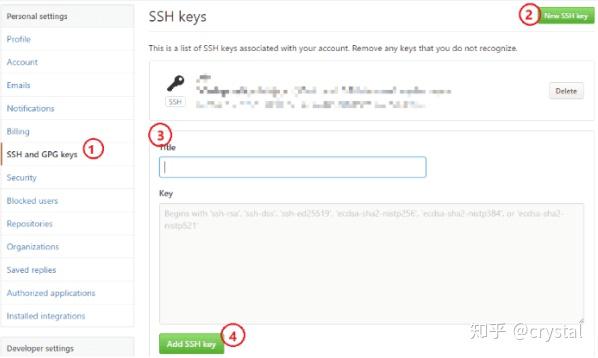 Personal settings
Profile
Account
Emails
Notifications
Billing
SSH and GPG keys
1
Security
Blocked users
Repositories
Organizations
Saved replies
Authorized applications
Installed integrations
Developer settings
SSH keys
2
New SSH key
This is a list of SSH keys associated with your account. Remove any keys that you do not recognize.
SSH
Delete
3
Title
Key
Begins with 'ssh-rsa', 'ssh-dss', 'ssh-ed25519', 'ecdsa-sha2-nistp256', 'ecdsa-sha2-nistp384', or 'ecdsa-sha2-
nistp521'
4
Add SSH key
知乎 @crystal